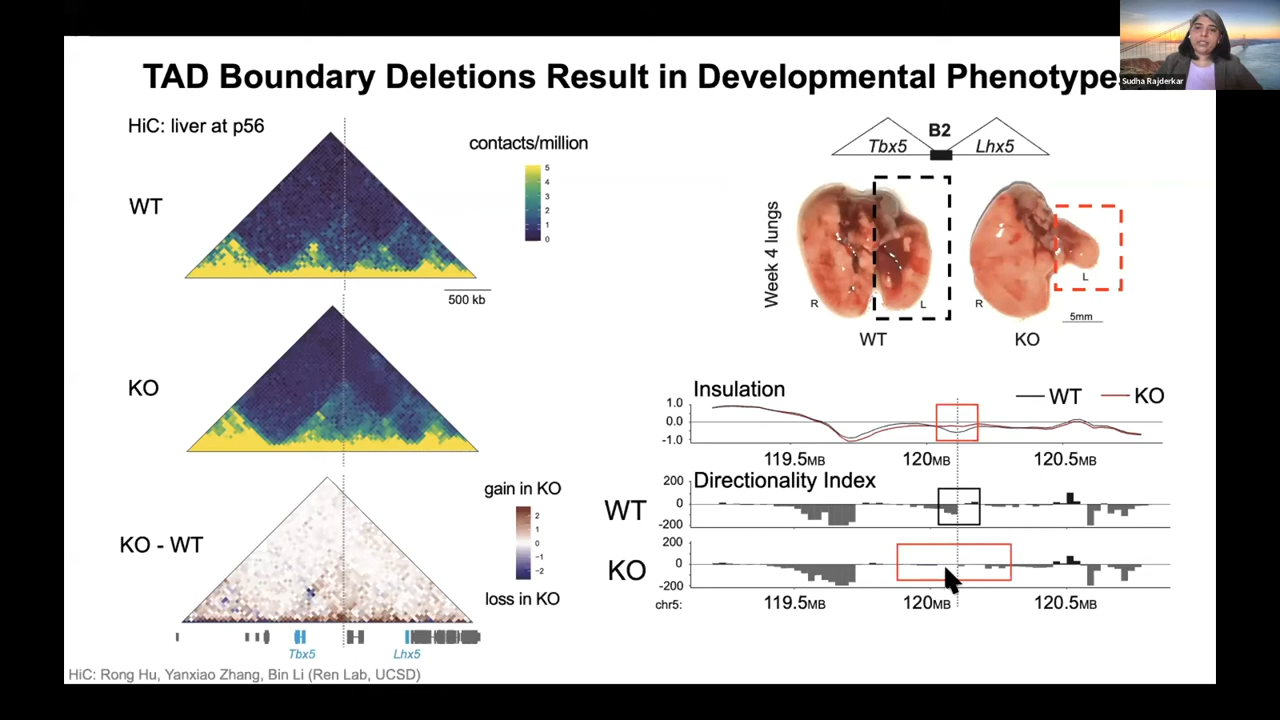 TAD Boundary Deletions Result in Developmental Phenotype
Sudha Rajderkar
HiC: liver at p56
contacts/million
5
4
3
2
1
0
WT
500 kb
KO
gain in KO
2
1
0
−1
−2
KO - WT
loss in KO
Tbx5
Lhx5
HiC: Rong Hu, Yanxiao Zhang, Bin Li (Ren Lab, UCSD)
B2
Tbx5
Lhx5
Week 4 lungs
R
L
R
L
5mm
WT
KO
Insulation
WT
KO
1.0
0.0
-1.0
119.5MB
120MB
120.5MB
Directionality Index
WT
200
0
-200
KO
200
0
-200
chr5:
119.5MB
120MB
120.5MB